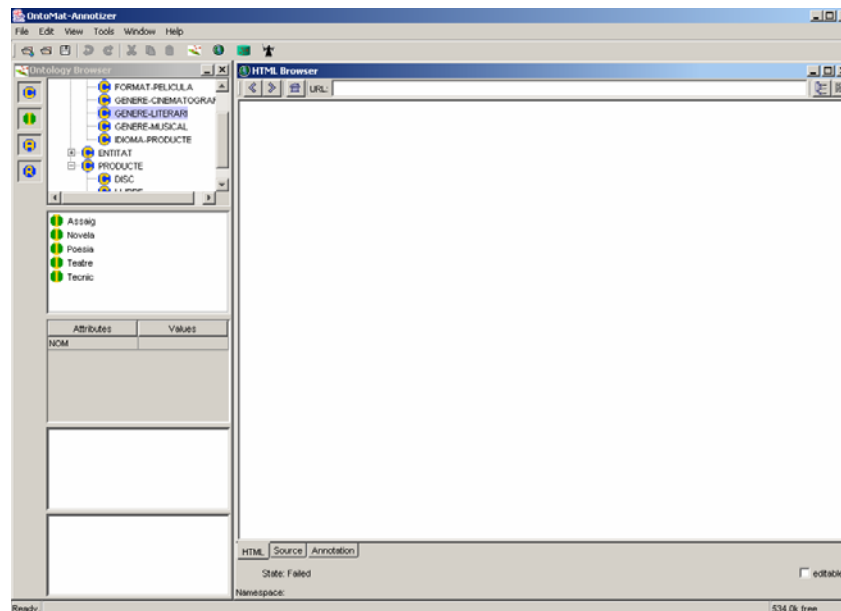 OntoMat-Annotizer
File Edit View Tools Window Help
Ontology Browser
FORMAT-PELICULA
GENERE-CINEMATOGRAF
GENERE-LITERARI
GENERE-MUSICAL
IDIOMA-PRODUCTE
ENTITAT
PRODUCTE
DISC
Assaig
Novela
Poesia
Teatre
Tecnic
Attributes Values
NOM
HTML Browser
URL:
HTML Source Annotation
State: Failed
editable
Namespace:
Ready
534.0k free